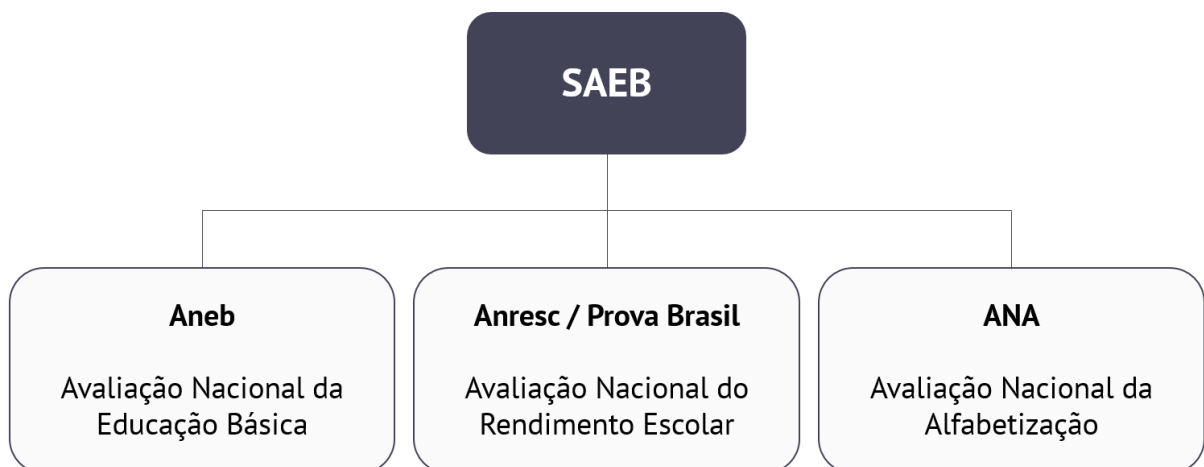 SAEB
Aneb
Avaliação Nacional da
Educação Básica
Anresc / Prova Brasil
Avaliação Nacional do
Rendimento Escolar
ANA
Avaliação Nacional da
Alfabetização